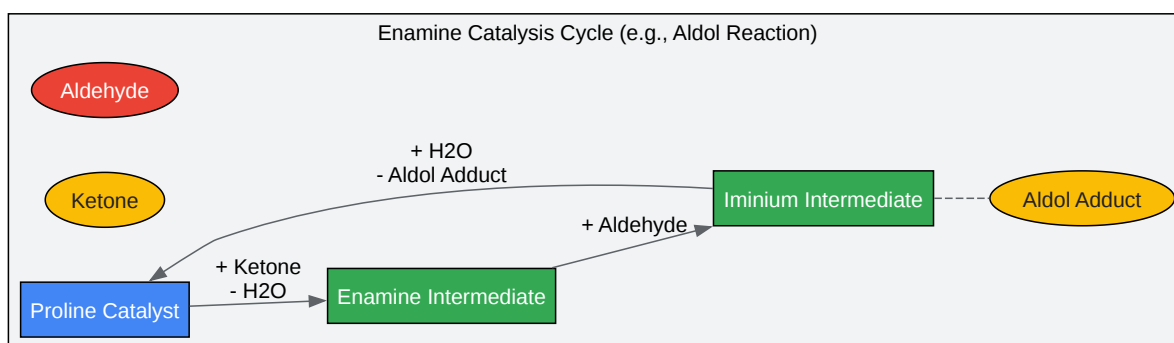 Enamine Catalysis Cycle (e.g., Aldol Reaction)
Aldehyde
Ketone
+ H2O
- Aldol Adduct
Iminium Intermediate
Aldol Adduct
+ Aldehyde
+ Ketone
- H2O
Proline Catalyst
Enamine Intermediate